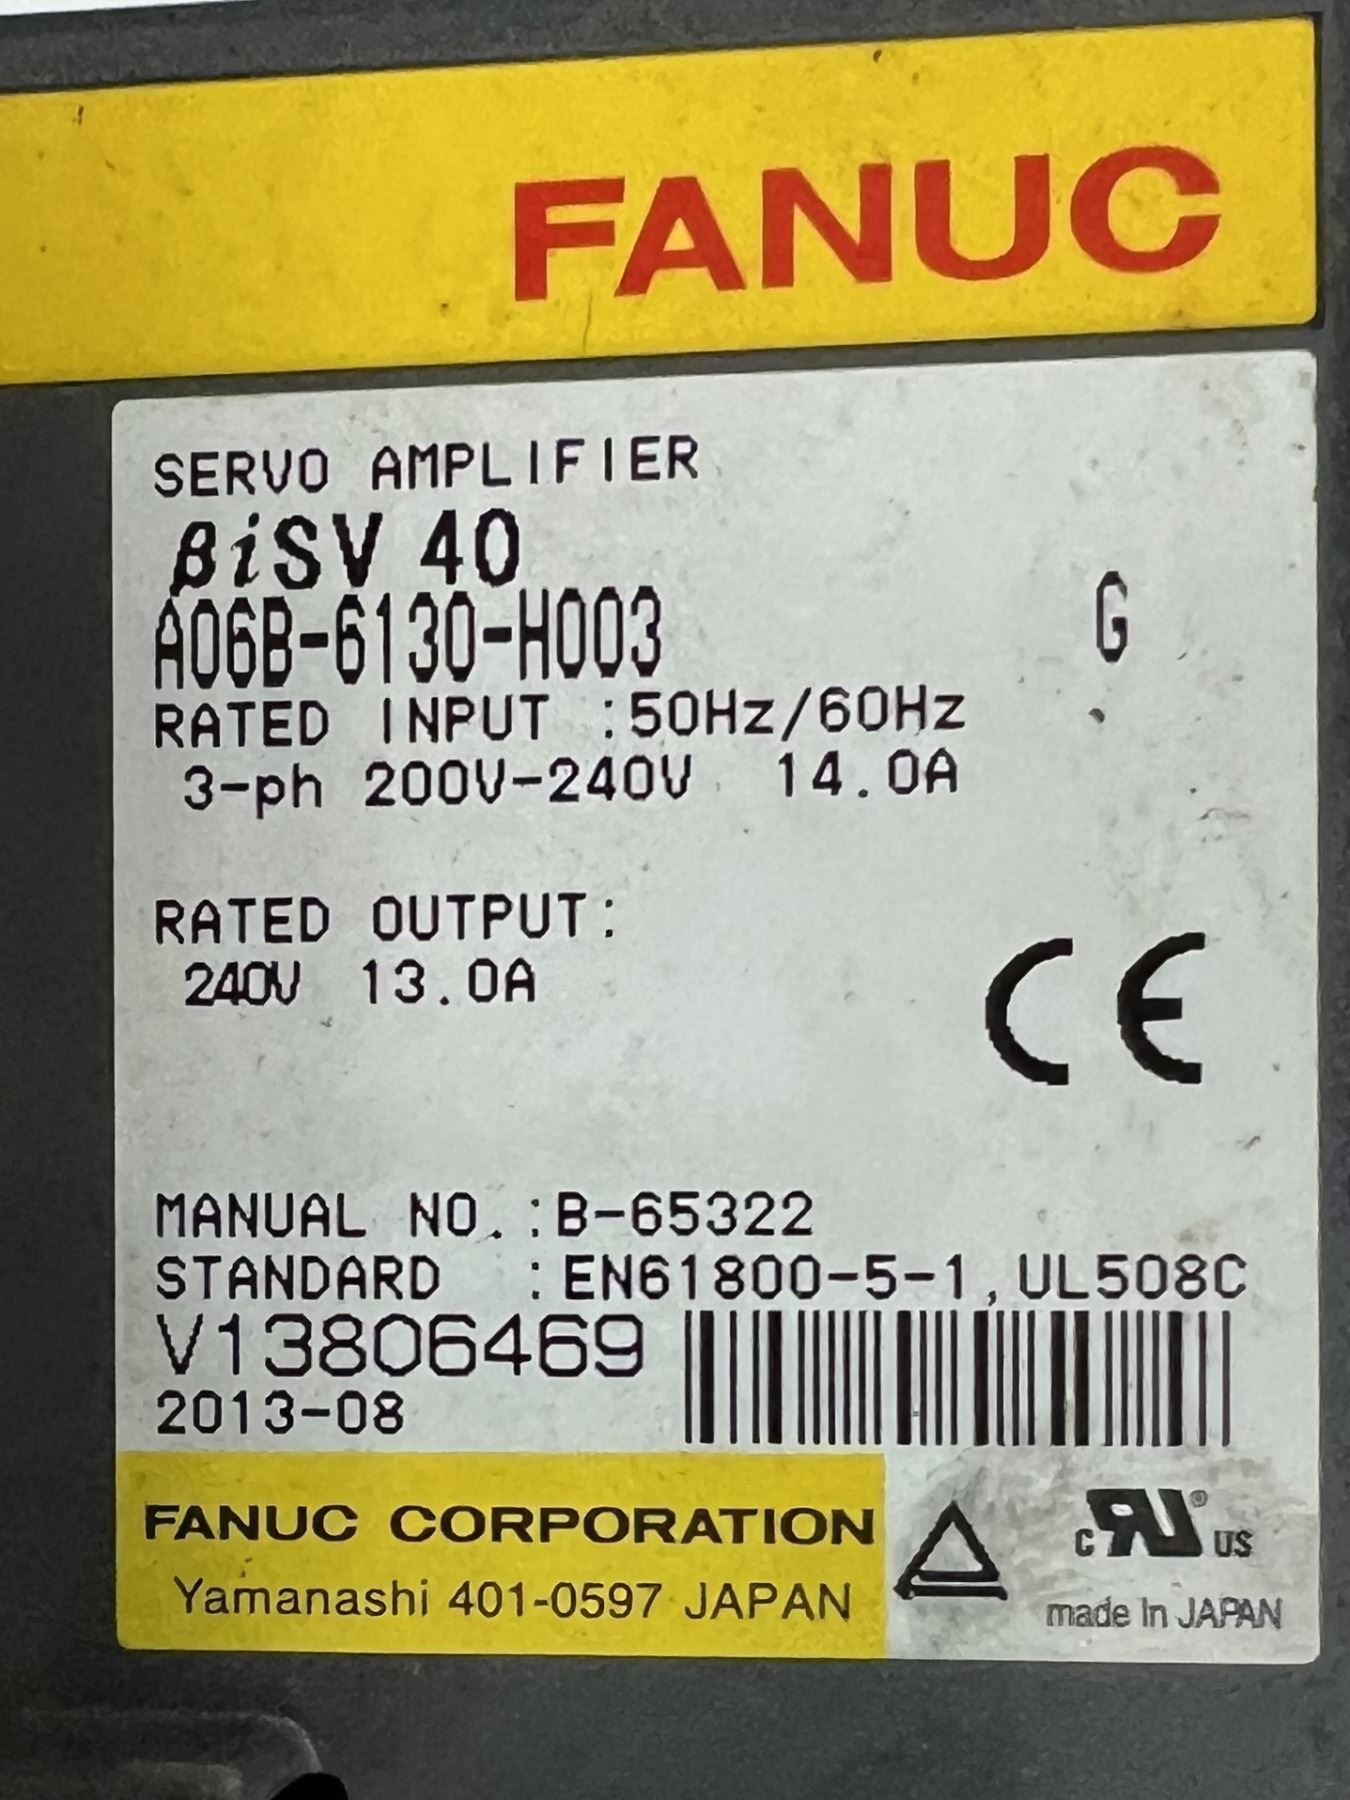 FANUC
SERVO AMPLIFIER
βiSV 40
A06B-6130-H003 G
RATED INPUT :50Hz/60Hz
3-ph 200V-240V 14.0A
RATED OUTPUT:
240V 13.0A
CE
MANUAL NO.:B-65322
STANDARD :EN61800-5-1,UL508C
V13806469
2013-08
FANUC CORPORATION
Yamanashi 401-0597 JAPAN
c RU ® US
made In JAPAN